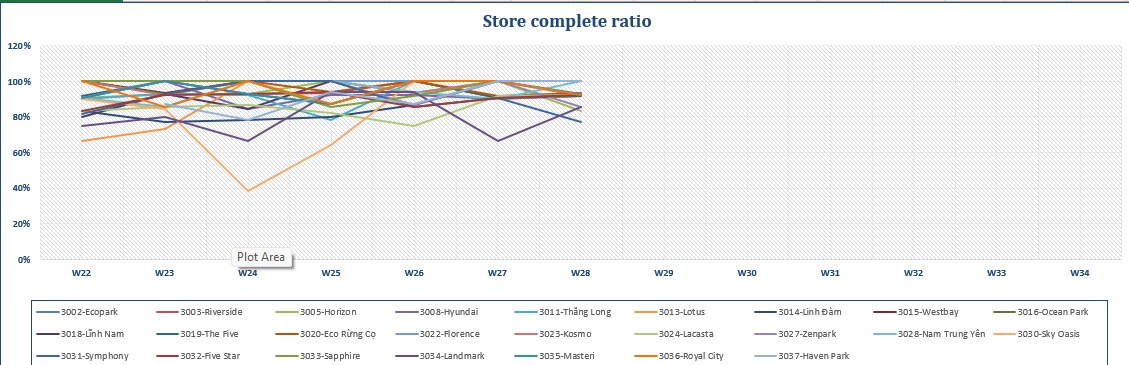 Store complete ratio
120%
100%
80%
60%
40%
20%
0%
Plot Area
W22 W23 W24 W25 W26 W27 W28 W29 W30 W31 W32 W33 W34
3002-Ecopark 3003-Riverside 3005-Horizon 3008-Hyundai 3011-Thăng Long 3013-Lotus 3014-Linh Đàm 3015-Westbay 3016-Ocean Park
3018-Lĩnh Nam 3019-The Five 3020-Eco Rừng Cọ 3022-Florence 3023-Kosmo 3024-Lacasta 3027-Zenpark 3028-Nam Trung Yên 3030-Sky Oasis
3031-Symphony 3032-Five Star 3033-Sapphire 3034-Landmark 3035-Masteri 3036-Royal City 3037-Haven Park